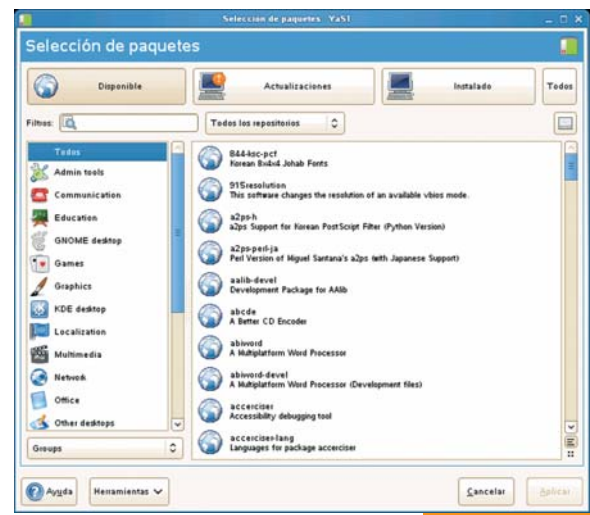 Selección de paquetes YaST
Selección de paquetes
Disponible
Actualizaciones
Instalado
Todos
Filtros:
Todos los repositorios
Todos
Admin tools
Communication
Education
GNOME desktop
Games
Graphics
KDE desktop
Localization
Multimedia
Network
Office
Other desktops
Groups
844-ksc-pcf
Korean 8x4x4 Johab Fonts
915resolution
This software changes the resolution of an available vbios mode.
a2ps-h
a2ps Support for Korean PostScript Filter (Python Version)
a2ps-perl-ja
Perl Version of Miguel Santana's a2ps (with Japanese Support)
aalib-devel
Development Package for AAlib
abcde
A Better CD Encoder
abiword
A Multiplatform Word Processor
abiword-devel
A Multiplatform Word Processor (Development files)
accerciser
Accessibility debugging tool
accerciser-lang
Languages for package accerciser
Ayuda
Herramientas
Cancelar
Aplicar